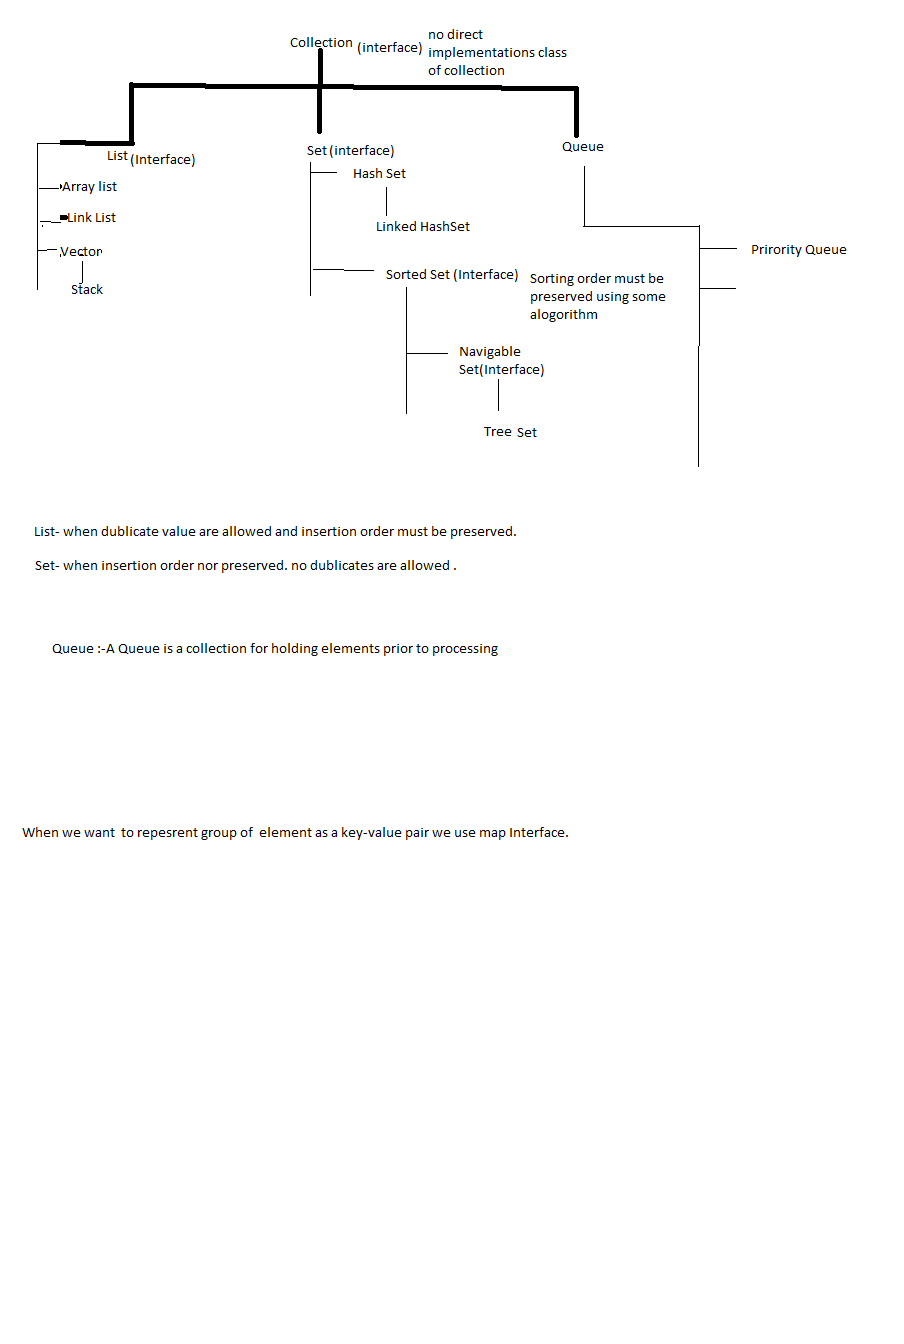 Collection (interface)
no direct
implementations class
of collection
List (Interface)
Array list
Link List
Vector
Stack
Set (interface)
Hash Set
Linked HashSet
Sorted Set (Interface)
Sorting order must be
preserved using some
alogorithm
Navigable
Set(Interface)
Tree Set
Queue
Prirority Queue
List- when dublicate value are allowed and insertion order must be preserved.
Set- when insertion order nor preserved. no dublicates are allowed .
Queue :-A Queue is a collection for holding elements prior to processing
When we want to repesrent group of element as a key-value pair we use map Interface.